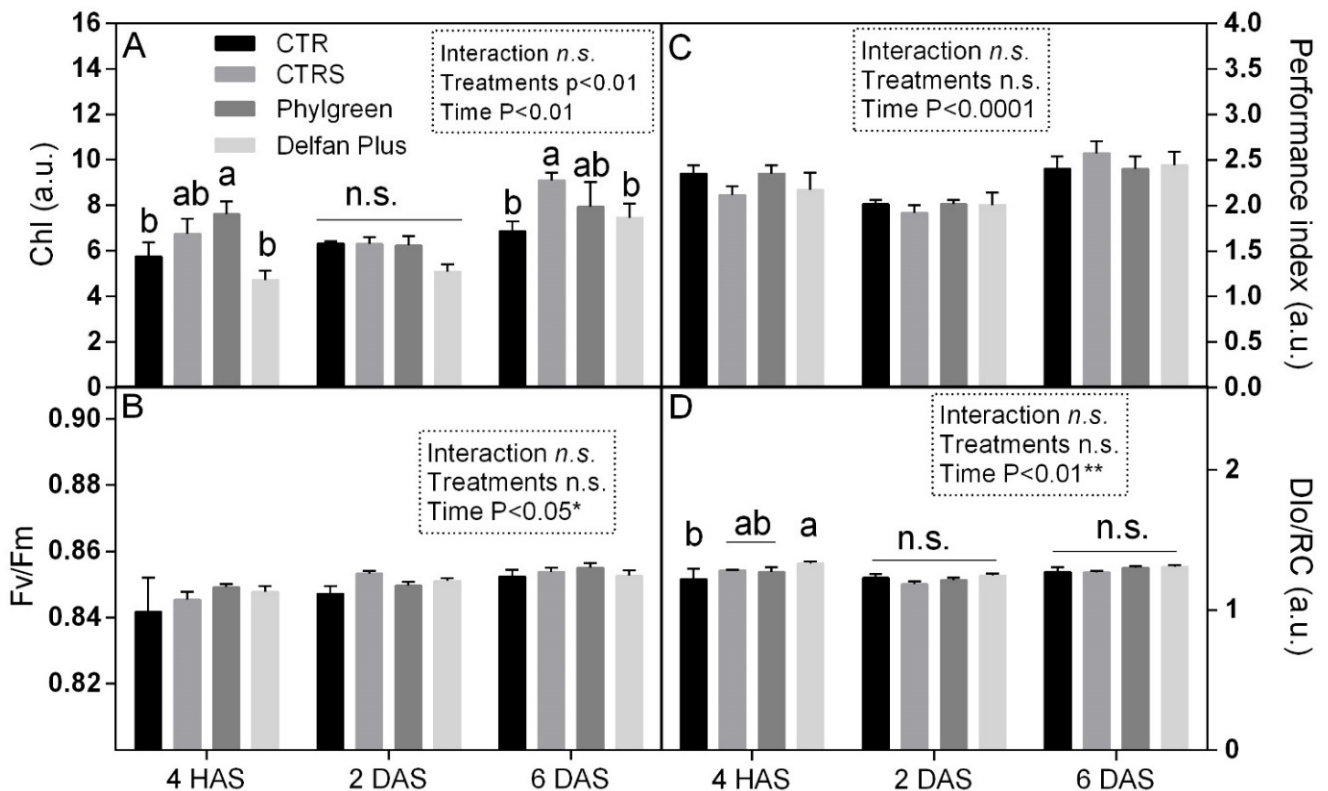 A
16
14
12
10
8
6
4
2
0
Chl (a.u.)
CTR
CTRS
Phylgreen
Delfan Plus
Interaction n.s.
Treatments p<0.01
Time P<0.01
b
ab
a
b
n.s.
b
a
ab
b
C
Interaction n.s.
Treatments n.s.
Time P<0.0001
4.0
3.5
3.0
2.5
2.0
1.5
1.0
0.5
0.0
Performance index (a.u.)
B
0.90
0.88
0.86
0.84
0.82
Fv/Fm
Interaction n.s.
Treatments n.s.
Time P<0.05*
4 HAS
2 DAS
6 DAS
D
Interaction n.s.
Treatments n.s.
Time P<0.01**
b
ab
a
n.s.
n.s.
2
1
0
DIo/RC (a.u.)
4 HAS
2 DAS
6 DAS